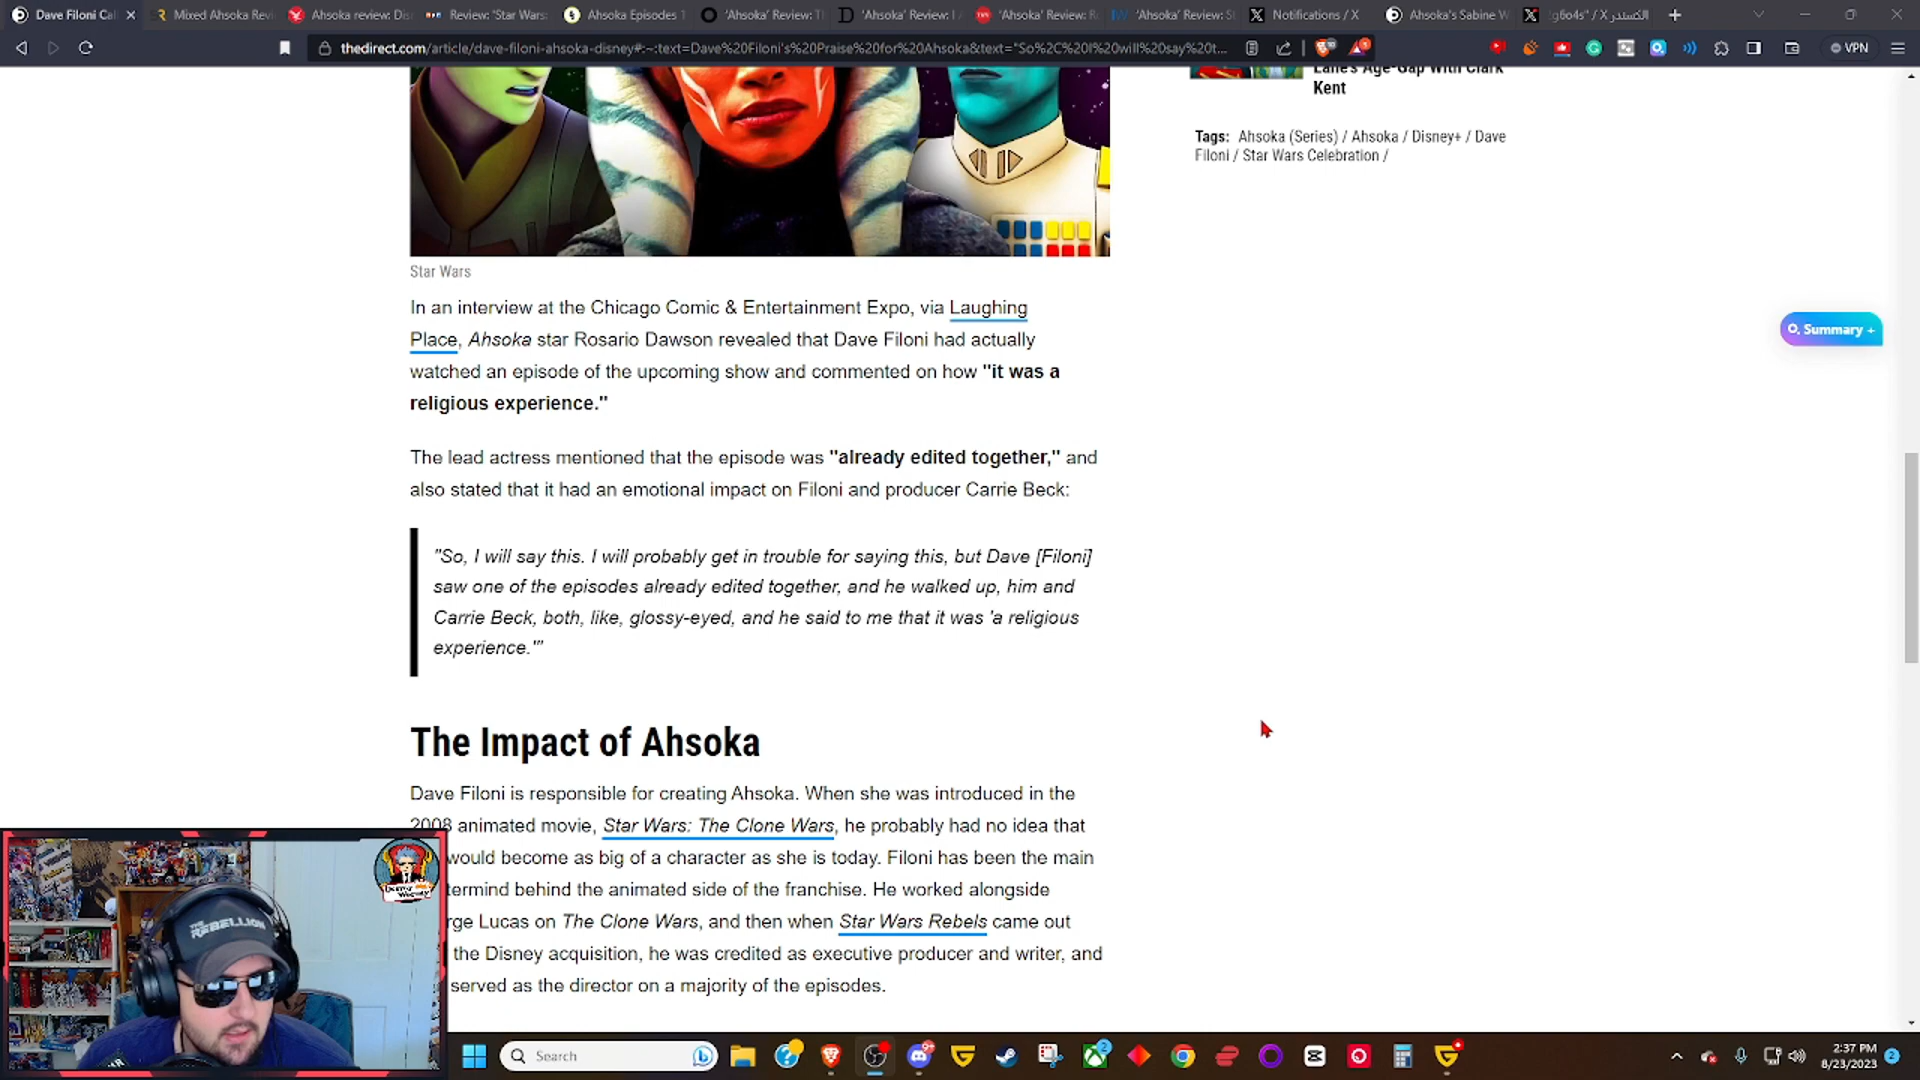 Dave Filoni Cal
Mixed Ahsoka Revi
Ahsoka review: Dis
Review: 'Star Wars:
Ahsoka Episodes 1
'Ahsoka' Review: T
'Ahsoka' Review: I
'Ahsoka' Review: R
'Ahsoka' Review: St
Notifications / X
Ahsoka's Sabine W
thedirect.com/article/dave-filoni-ahsoka-disney#:~:text=Dave%20Filoni's%20Praise%20for%20Ahsoka&text="So%2C%20I%20will%20say%20t...
VPN
Lane's Age-Gap With Clark
Kent
Tags: Ahsoka (Series) / Ahsoka / Disney+ / Dave
Filoni / Star Wars Celebration /
Star Wars
In an interview at the Chicago Comic & Entertainment Expo, via Laughing
Place, Ahsoka star Rosario Dawson revealed that Dave Filoni had actually
watched an episode of the upcoming show and commented on how "it was a
religious experience."
Summary +
The lead actress mentioned that the episode was "already edited together," and
also stated that it had an emotional impact on Filoni and producer Carrie Beck:
"So, I will say this. I will probably get in trouble for saying this, but Dave [Filoni]
saw one of the episodes already edited together, and he walked up, him and
Carrie Beck, both, like, glossy-eyed, and he said to me that it was 'a religious
experience.'"
The Impact of Ahsoka
Dave Filoni is responsible for creating Ahsoka. When she was introduced in the
2008 animated movie, Star Wars: The Clone Wars, he probably had no idea that
would become as big of a character as she is today. Filoni has been the main
termind behind the animated side of the franchise. He worked alongside
rge Lucas on The Clone Wars, and then when Star Wars Rebels came out
the Disney acquisition, he was credited as executive producer and writer, and
served as the director on a majority of the episodes.
THE
REBELLION
Search
2:37 PM
8/23/2023